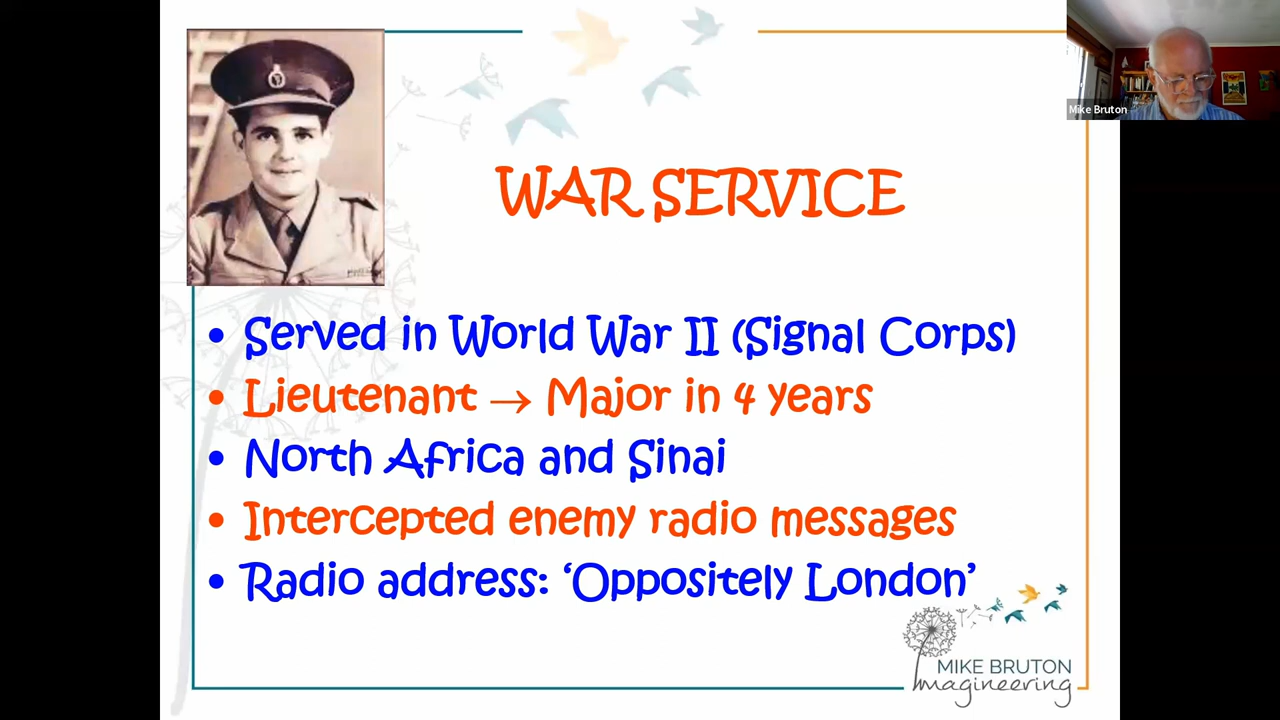 Mike Bruton
WAR SERVICE
• Served in World War II (Signal Corps)
• Lieutenant → Major in 4 years
• North Africa and Sinai
• Intercepted enemy radio messages
• Radio address: ‘Oppositely London’
MIKE BRUTON
Imagineering